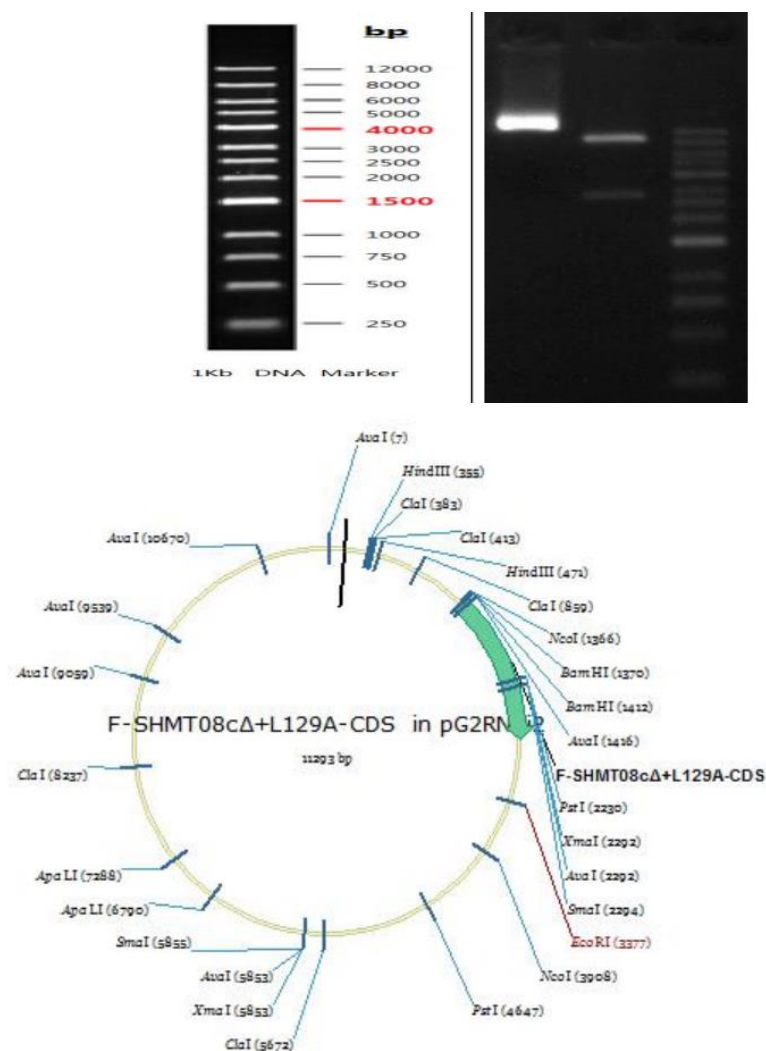 bp
12000
8000
6000
5000
4000
3000
2500
2000
1500
1000
750
500
250
1Kb DNA Marker
AvaI (7)
HindIII (355)
ClaI (383)
ClaI (413)
HindIII (471)
ClaI (859)
NcoI (1366)
BamHI (1370)
BamHI (1412)
AvaI (1416)
F-SHMT08cΔ+L129A-CDS
PstI (2230)
XmaI (2292)
AvaI (2292)
SmaI (2294)
EcoRI (3377)
NcoI (3908)
PstI (4647)
ClaI (5672)
XmaI (5853)
AvaI (5853)
SmaI (5855)
ApaLI (6790)
ApaLI (7288)
ClaI (8237)
AvaI (9059)
AvaI (9539)
AvaI (10670)
F-SHMT08cΔ+L129A-CDS in
11293 bp